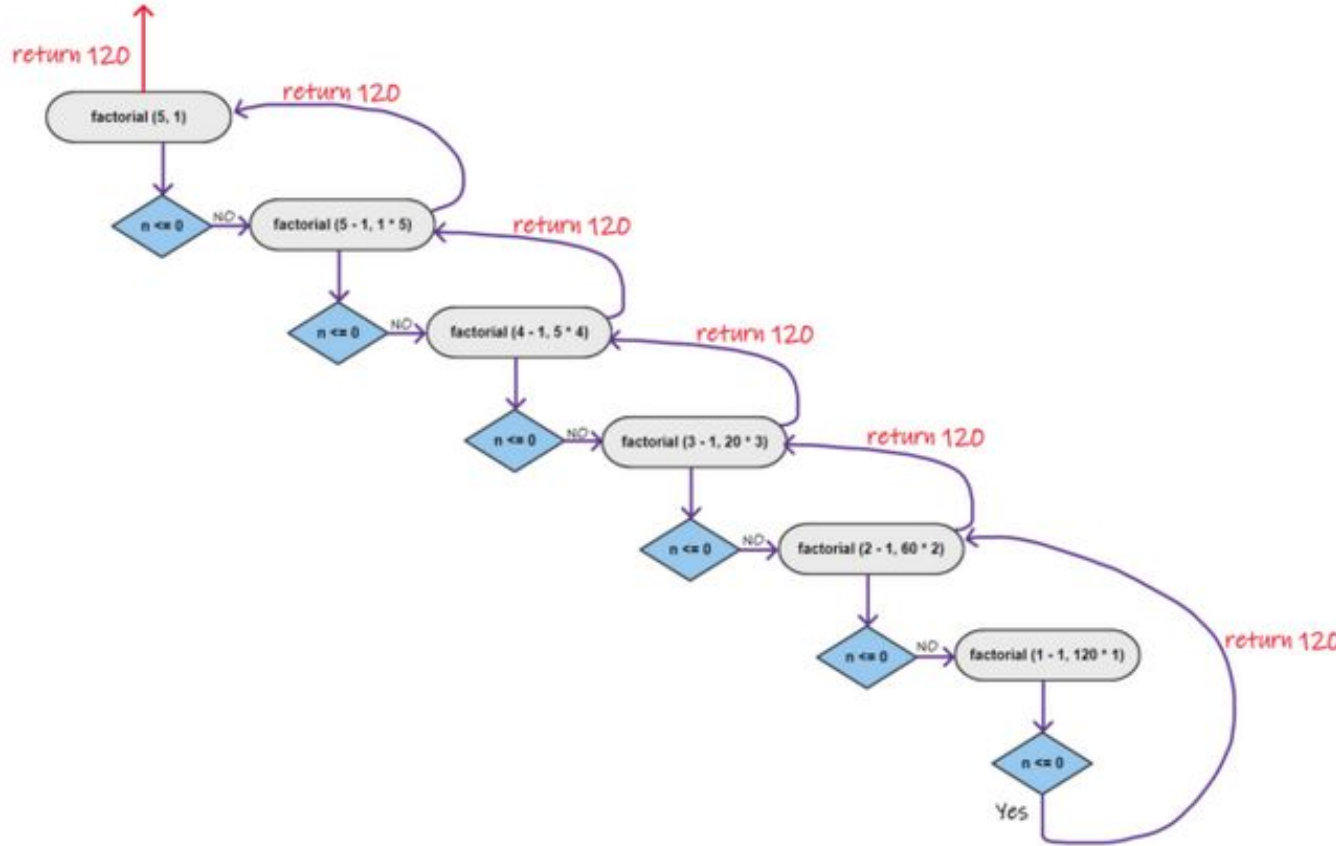 return 120
return 120
factorial (5, 1)
n <= 0
NO
factorial (5 - 1, 1 * 5)
return 120
n <= 0
NO
factorial (4 - 1, 5 * 4)
return 120
n <= 0
NO
factorial (3 - 1, 20 * 3)
return 120
n <= 0
NO
factorial (2 - 1, 60 * 2)
n <= 0
NO
factorial (1 - 1, 120 * 1)
return 120
n <= 0
Yes